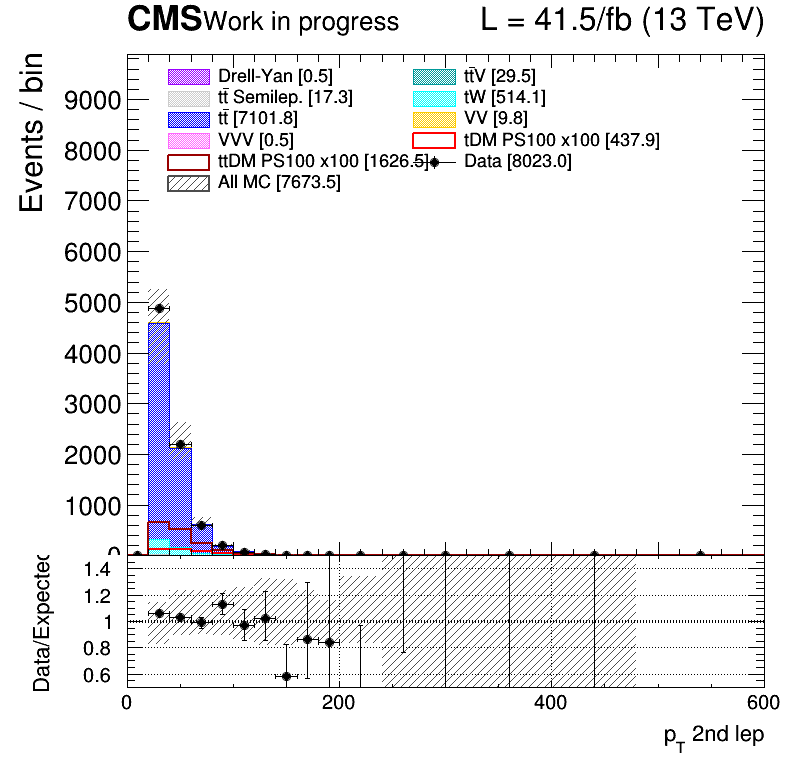 CMS Work in progress L = 41.5/fb (13 TeV)
Drell-Yan [0.5] tt̄V [29.5]
tt̄ Semilep. [17.3] tW [514.1]
tt̄ [7101.8] VV [9.8]
VVV [0.5] tDM PS100 x100 [437.9]
ttDM PS100 x100 [1626.5] Data [8023.0]
All MC [7673.5]
Events / bin
9000
8000
7000
6000
5000
4000
3000
2000
1000
0
Data/Expected
1.4
1.2
1
0.8
0.6
0 200 400 600
p_T 2nd lep